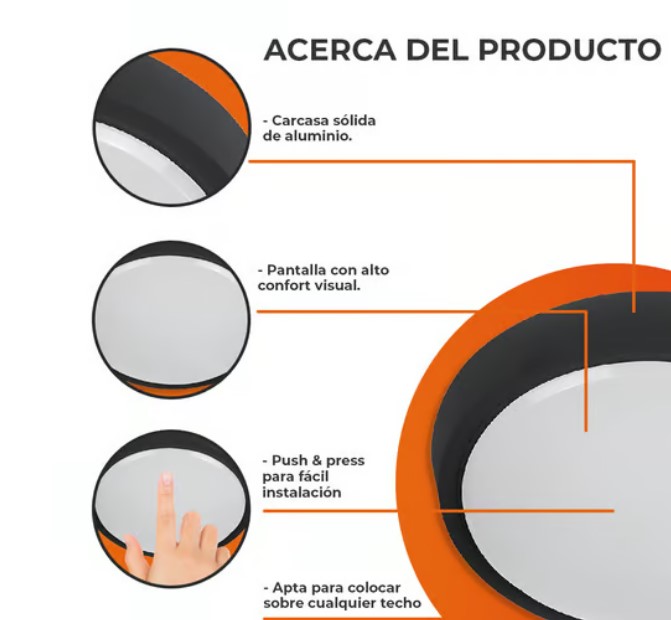 ACERCA DEL PRODUCTO
- Carcasa sólida
de aluminio.
- Pantalla con alto
confort visual.
- Push & press
para fácil
instalación
- Apta para colocar
sobre cualquier techo